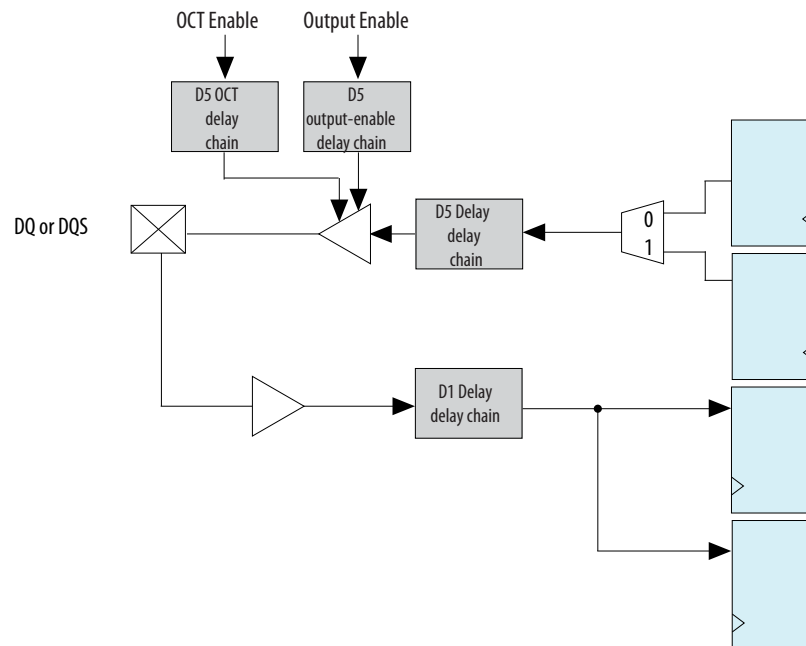 OCT Enable
Output Enable
D5 OCT
delay
chain
D5
output-enable
delay chain
DQ or DQS
D5 Delay
delay
chain
0
1
D1 Delay
delay chain